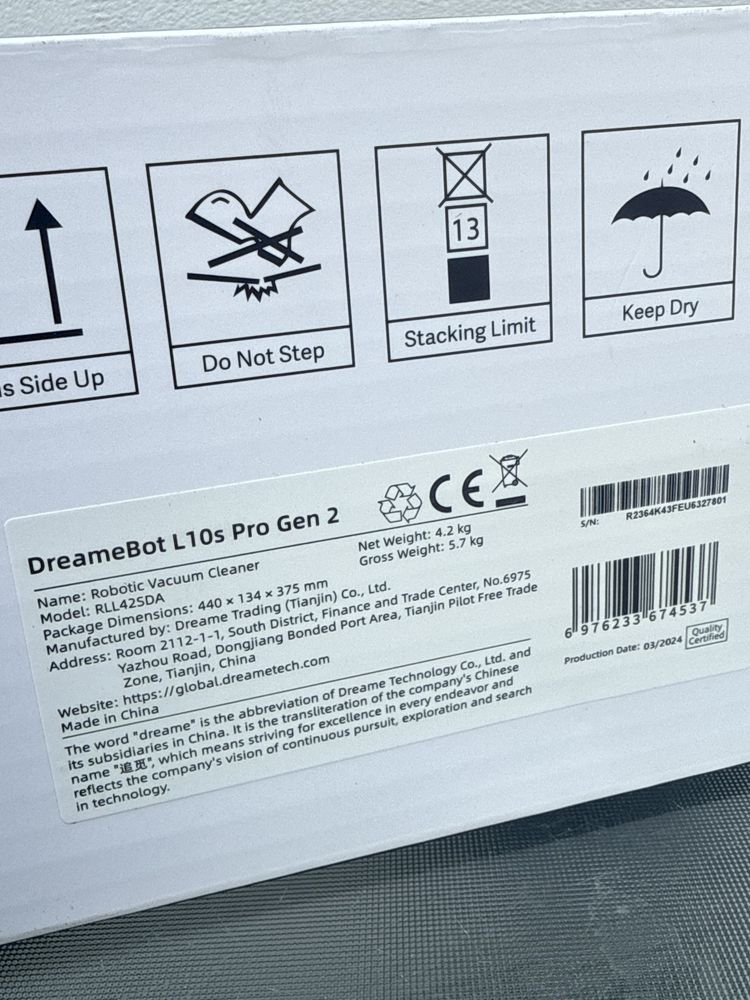 s Side Up
Do Not Step
13
Stacking Limit
Keep Dry
DreameBot L10s Pro Gen 2
CE
Name: Robotic Vacuum Cleaner
Model: RLL42SDA
Net Weight: 4.2 kg
Gross Weight: 5.7 kg
Package Dimensions: 440 × 134 × 375 mm
Manufactured by: Dreame Trading (Tianjin) Co., Ltd.
Address: Room 2112-1-1, South District, Finance and Trade Center, No.6975
Yazhou Road, Dongjiang Bonded Port Area, Tianjin Pilot Free Trade
Zone, Tianjin, China
Website: https://global.dreametech.com
Made in China
The word "dreame" is the abbreviation of Dreame Technology Co., Ltd. and
its subsidiaries in China. It is the transliteration of the company's Chinese
name "追觅", which means striving for excellence in every endeavor and
reflects the company's vision of continuous pursuit, exploration and search
in technology.
S/N: R2364K43FEU6327801
6 976233 674537
Production Date: 03/2024
Quality
Certified